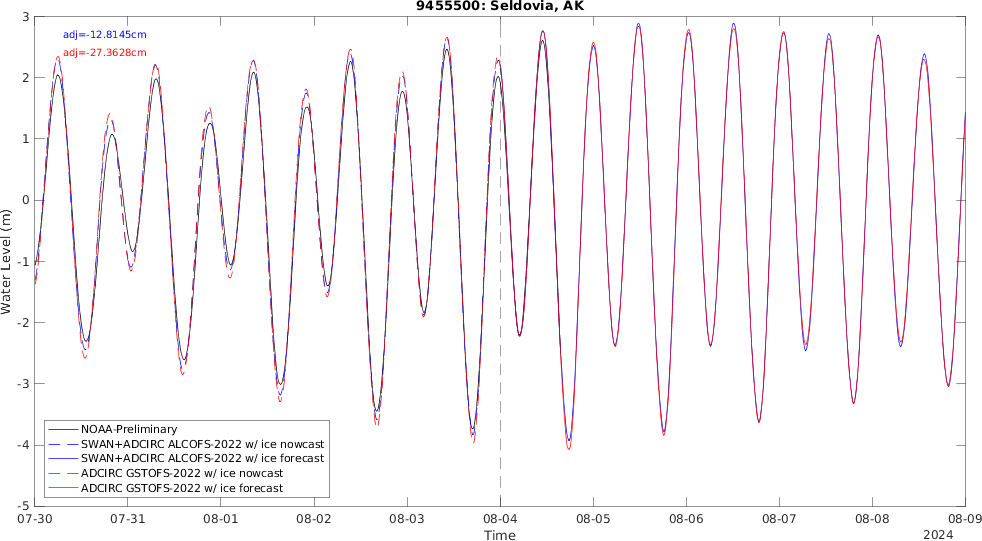 9455500: Seldovia, AK
adj=-12.8145cm
adj=-27.3628cm
Water Level (m)
3
2
1
0
-1
-2
-3
-4
-5
NOAA-Preliminary
SWAN+ADCIRC ALCOFS-2022 w/ ice nowcast
SWAN+ADCIRC ALCOFS-2022 w/ ice forecast
ADCIRC GSTOFS-2022 w/ ice nowcast
ADCIRC GSTOFS-2022 w/ ice forecast
07-30 07-31 08-01 08-02 08-03 08-04 08-05 08-06 08-07 08-08 08-09
Time
2024